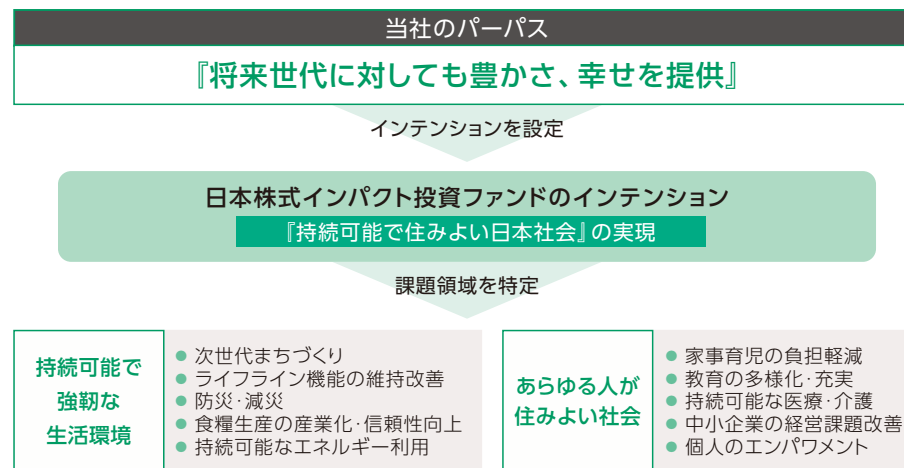 当社のパーパス
『将来世代に対しても豊かさ、幸せを提供』
インテンションを設定
日本株式インパクト投資ファンドのインテンション
『持続可能で住みよい日本社会』の実現
課題領域を特定
持続可能で
強靭な
生活環境
● 次世代まちづくり
● ライフライン機能の維持改善
● 防災・減災
● 食糧生産の産業化・信頼性向上
● 持続可能なエネルギー利用
あらゆる人が
住みよい社会
● 家事育児の負担軽減
● 教育の多様化・充実
● 持続可能な医療・介護
● 中小企業の経営課題改善
● 個人のエンパワメント